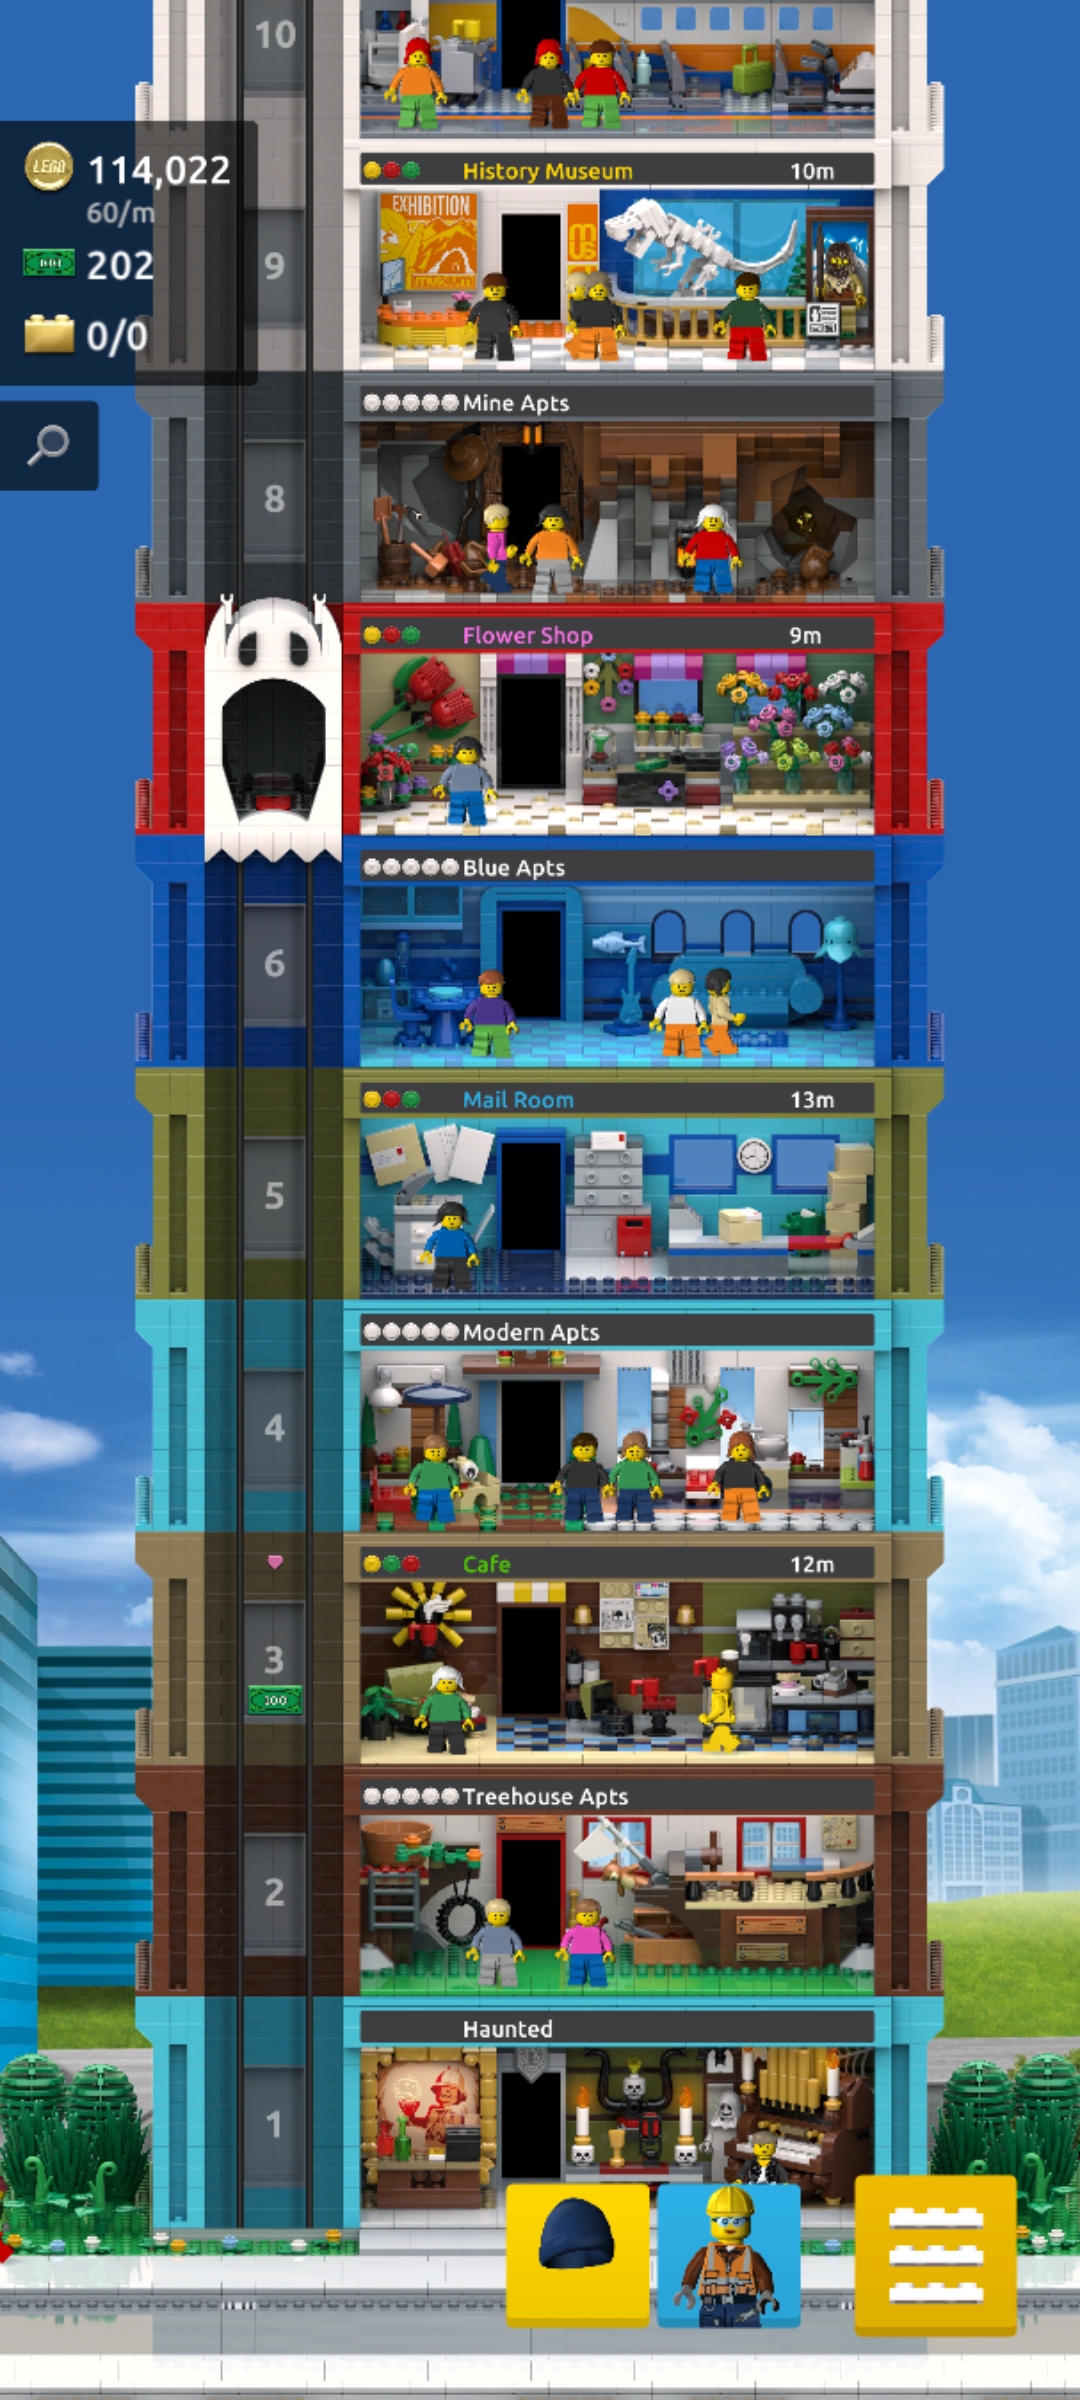 10
LEGO
114,022
60/m
202
0/0
History Museum 10m
EXHIBITION
museum
9
Mine Apts
8
Flower Shop 9m
Blue Apts
6
Mail Room 13m
5
Modern Apts
4
Cafe 12m
3
100
Treehouse Apts
2
Haunted
1